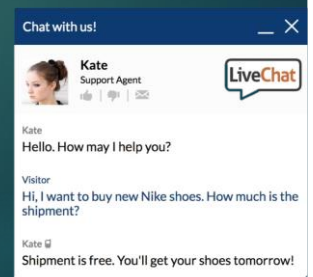 Chat with us!
Kate
Support Agent
LiveChat
Kate
Hello. How may I help you?
Visitor
Hi, I want to buy new Nike shoes. How much is the
shipment?
Kate
Shipment is free. You'll get your shoes tomorrow!